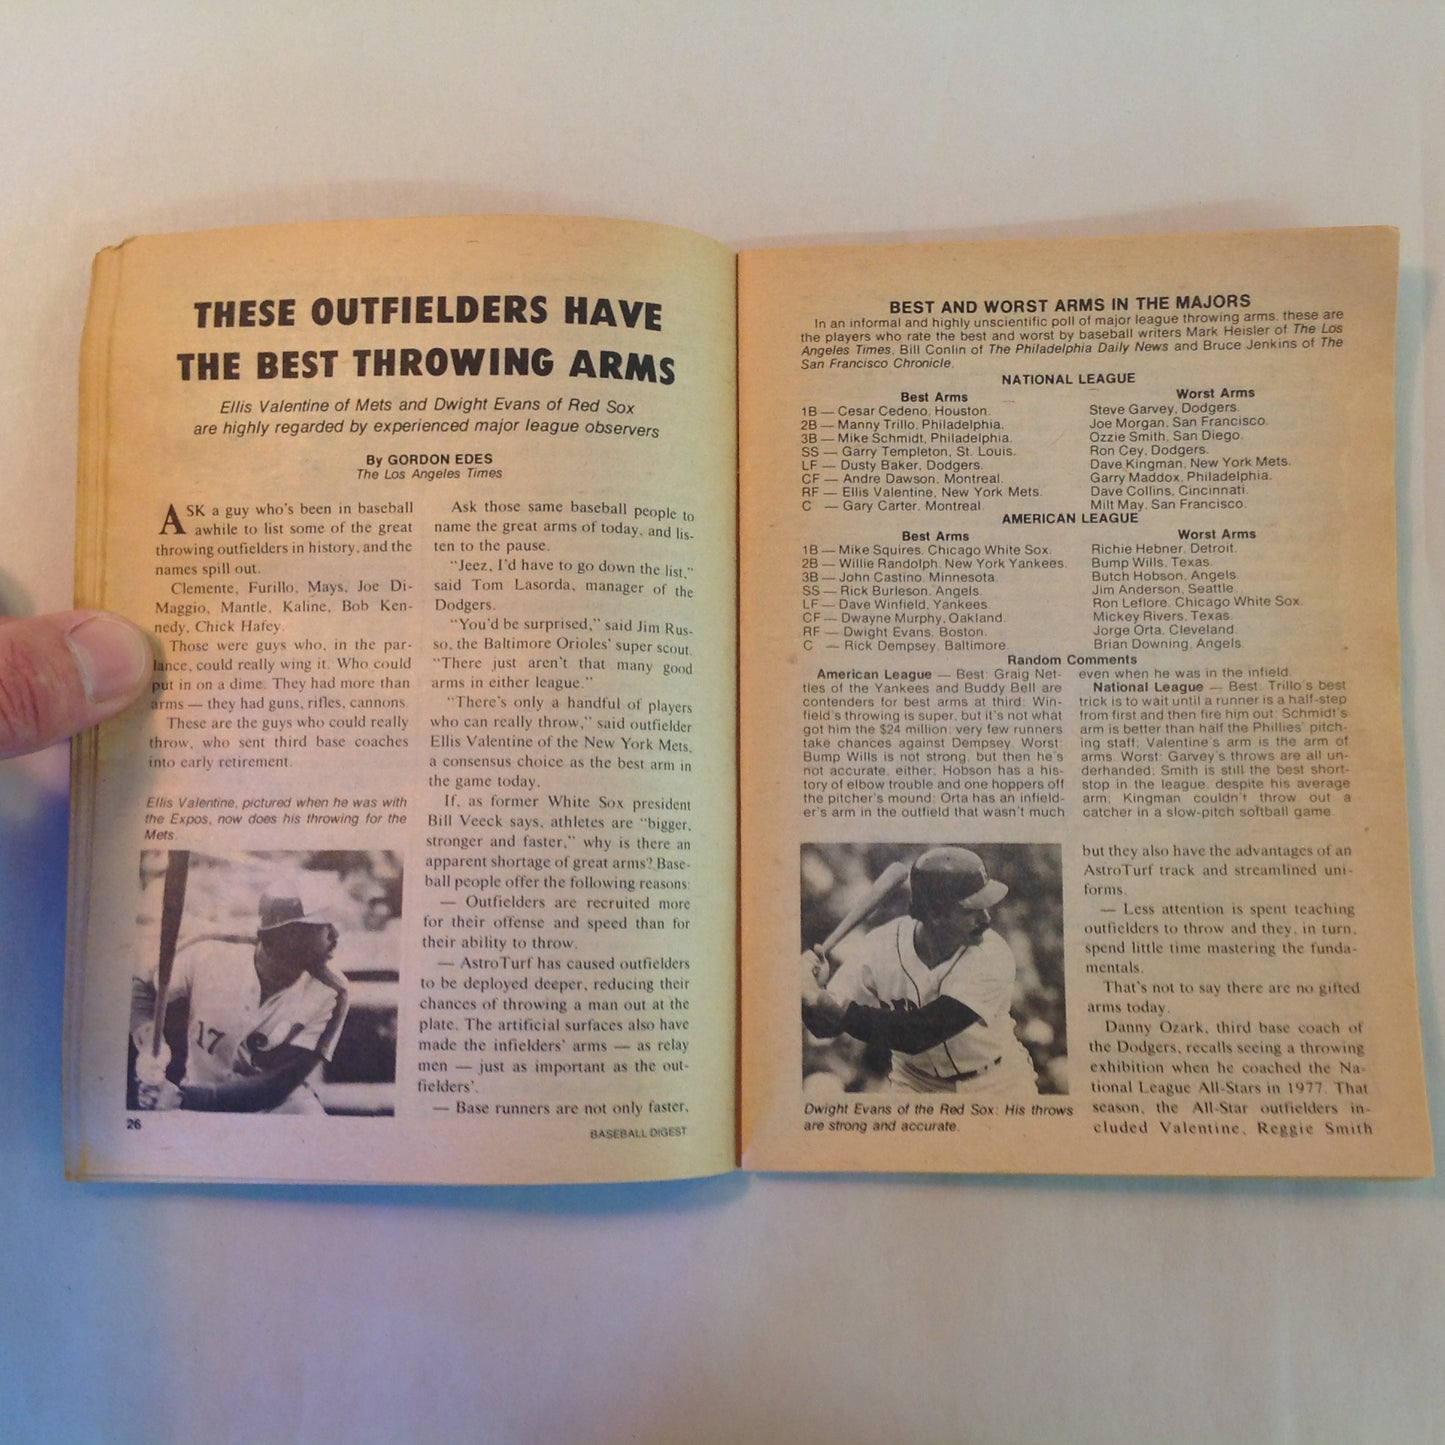 THESE OUTFIELDERS HAVE
THE BEST THROWING ARMS
Ellis Valentine of Mets and Dwight Evans of Red Sox
are highly regarded by experienced major league observers
By GORDON EDES
The Los Angeles Times
ASK a guy who's been in baseball
awhile to list some of the great
throwing outfielders in history, and the
names spill out.
Clemente, Furillo, Mays, Joe Di-
Maggio, Mantle, Kaline, Bob Ken-
nedy, Chick Hafey.
Those were guys who, in the par-
lance, could really wing it. Who could
put in on a dime. They had more than
arms — they had guns, rifles, cannons.
These are the guys who could really
throw, who sent third base coaches
into early retirement.
Ellis Valentine, pictured when he was with
the Expos, now does his throwing for the
Mets.
17
26
Ask those same baseball people to
name the great arms of today, and lis-
ten to the pause.
"Jeez, I'd have to go down the list,"
said Tom Lasorda, manager of the
Dodgers.
"You'd be surprised," said Jim Rus-
so, the Baltimore Orioles' super scout.
"There just aren't that many good
arms in either league."
"There's only a handful of players
who can really throw," said outfielder
Ellis Valentine of the New York Mets,
a consensus choice as the best arm in
the game today.
If, as former White Sox president
Bill Veeck says, athletes are "bigger,
stronger and faster," why is there an
apparent shortage of great arms? Base-
ball people offer the following reasons:
— Outfielders are recruited more
for their offense and speed than for
their ability to throw.
— AstroTurf has caused outfielders
to be deployed deeper, reducing their
chances of throwing a man out at the
plate. The artificial surfaces also have
made the infielders' arms — as relay
men — just as important as the out-
fielders'.
— Base runners are not only faster,
BASEBALL DIGEST
BEST AND WORST ARMS IN THE MAJORS
In an informal and highly unscientific poll of major league throwing arms, these are
the players who rate the best and worst by baseball writers Mark Heisler of The Los
Angeles Times, Bill Conlin of The Philadelphia Daily News and Bruce Jenkins of The
San Francisco Chronicle.
NATIONAL LEAGUE
Best Arms Worst Arms
1B — Cesar Cedeno, Houston. Steve Garvey, Dodgers.
2B — Manny Trillo, Philadelphia. Joe Morgan, San Francisco.
3B — Mike Schmidt, Philadelphia. Ozzie Smith, San Diego.
SS — Garry Templeton, St. Louis. Ron Cey, Dodgers.
LF — Dusty Baker, Dodgers. Dave Kingman, New York Mets.
CF — Andre Dawson, Montreal. Garry Maddox, Philadelphia.
RF — Ellis Valentine, New York Mets. Dave Collins, Cincinnati.
C — Gary Carter, Montreal. Milt May, San Francisco.
AMERICAN LEAGUE
Best Arms Worst Arms
1B — Mike Squires, Chicago White Sox. Richie Hebner, Detroit.
2B — Willie Randolph, New York Yankees. Bump Wills, Texas.
3B — John Castino, Minnesota. Butch Hobson, Angels.
SS — Rick Burleson, Angels. Jim Anderson, Seattle.
LF — Dave Winfield, Yankees. Ron Leflore, Chicago White Sox.
CF — Dwayne Murphy, Oakland. Mickey Rivers, Texas.
RF — Dwight Evans, Boston. Jorge Orta, Cleveland.
C — Rick Dempsey, Baltimore. Brian Downing, Angels.
Random Comments
American League — Best: Graig Net-
tles of the Yankees and Buddy Bell are
contenders for best arms at third; Win-
field's throwing is super, but it's not what
got him the $24 million; very few runners
take chances against Dempsey. Worst:
Bump Wills is not strong, but then he's
not accurate, either; Hobson has a his-
tory of elbow trouble and one hoppers off
the pitcher's mound; Orta has an infield-
er's arm in the outfield that wasn't much
even when he was in the infield.
National League — Best: Trillo's best
trick is to wait until a runner is a half-step
from first and then fire him out; Schmidt's
arm is better than half the Phillies' pitch-
ing staff; Valentine's arm is the arm of
arms. Worst: Garvey's throws are all un-
derhanded; Smith is still the best short-
stop in the league, despite his average
arm; Kingman couldn't throw out a
catcher in a slow-pitch softball game.
Dwight Evans of the Red Sox: His throws
are strong and accurate.
but they also have the advantages of an
AstroTurf track and streamlined uni-
forms.
— Less attention is spent teaching
outfielders to throw and they, in turn,
spend little time mastering the funda-
mentals.
That's not to say there are no gifted
arms today.
Danny Ozark, third base coach of
the Dodgers, recalls seeing a throwing
exhibition when he coached the Na-
tional League All-Stars in 1977. That
season, the All-Star outfielders in-
cluded Valentine, Reggie Smith